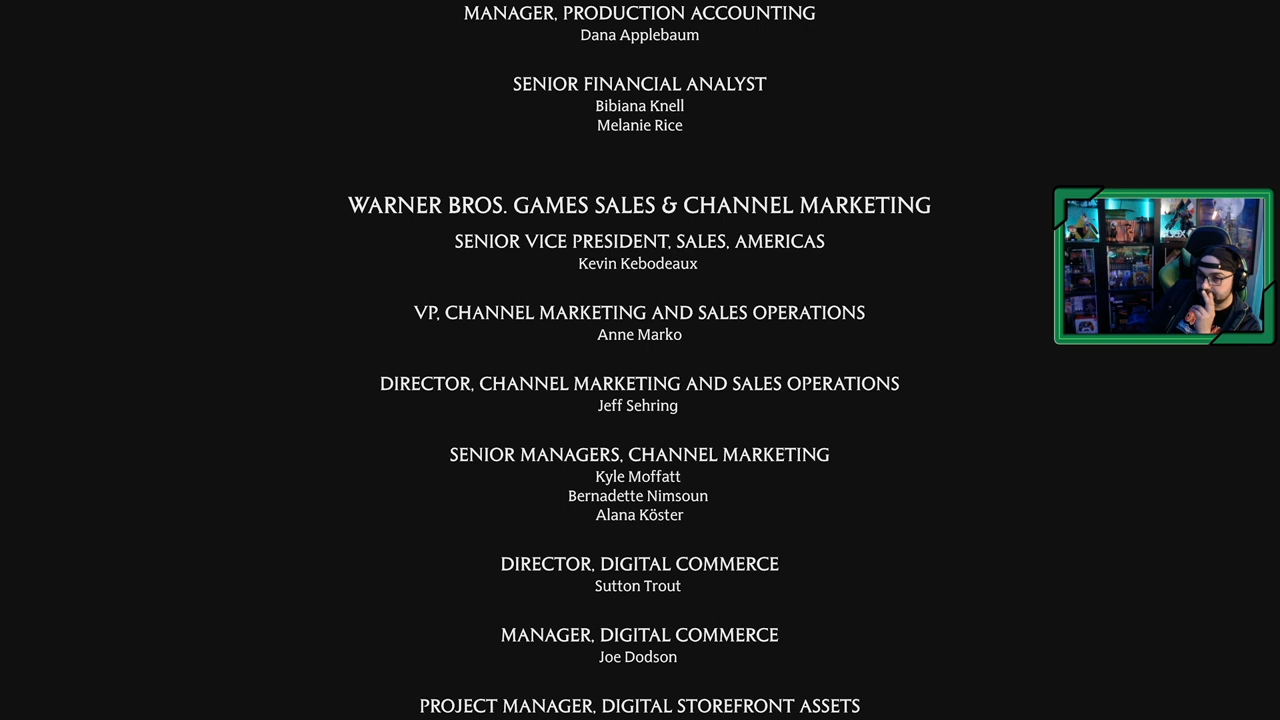 MANAGER, PRODUCTION ACCOUNTING
Dana Applebaum
SENIOR FINANCIAL ANALYST
Bibiana Knell
Melanie Rice
WARNER BROS. GAMES SALES & CHANNEL MARKETING
SENIOR VICE PRESIDENT, SALES, AMERICAS
Kevin Kebodeaux
VP, CHANNEL MARKETING AND SALES OPERATIONS
Anne Marko
DIRECTOR, CHANNEL MARKETING AND SALES OPERATIONS
Jeff Sehring
SENIOR MANAGERS, CHANNEL MARKETING
Kyle Moffatt
Bernadette Nimsoun
Alana Köster
DIRECTOR, DIGITAL COMMERCE
Sutton Trout
MANAGER, DIGITAL COMMERCE
Joe Dodson
PROJECT MANAGER, DIGITAL STOREFRONT ASSETS